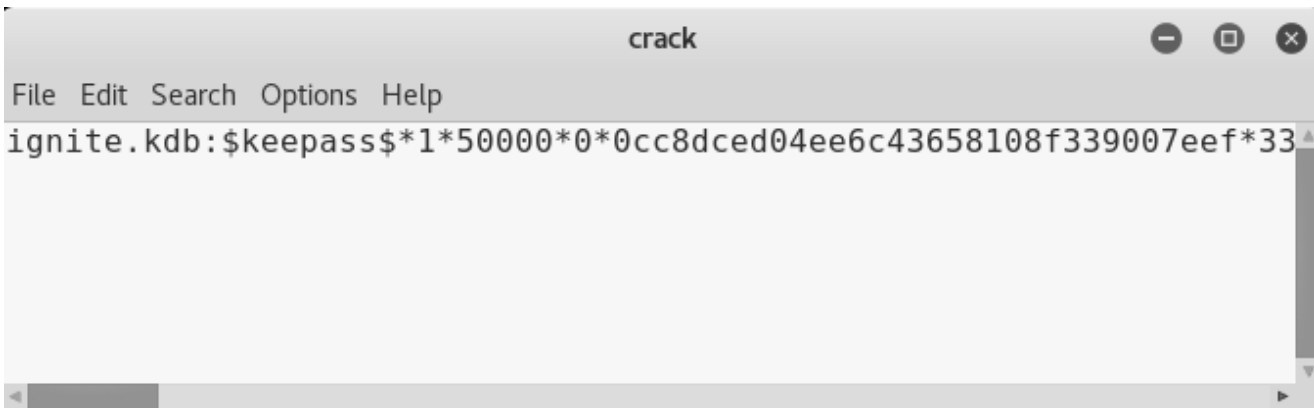 crack
File Edit Search Options Help
ignite.kdb:$keepass$*1*50000*0*0cc8dced04ee6c43658108f339007eef*33